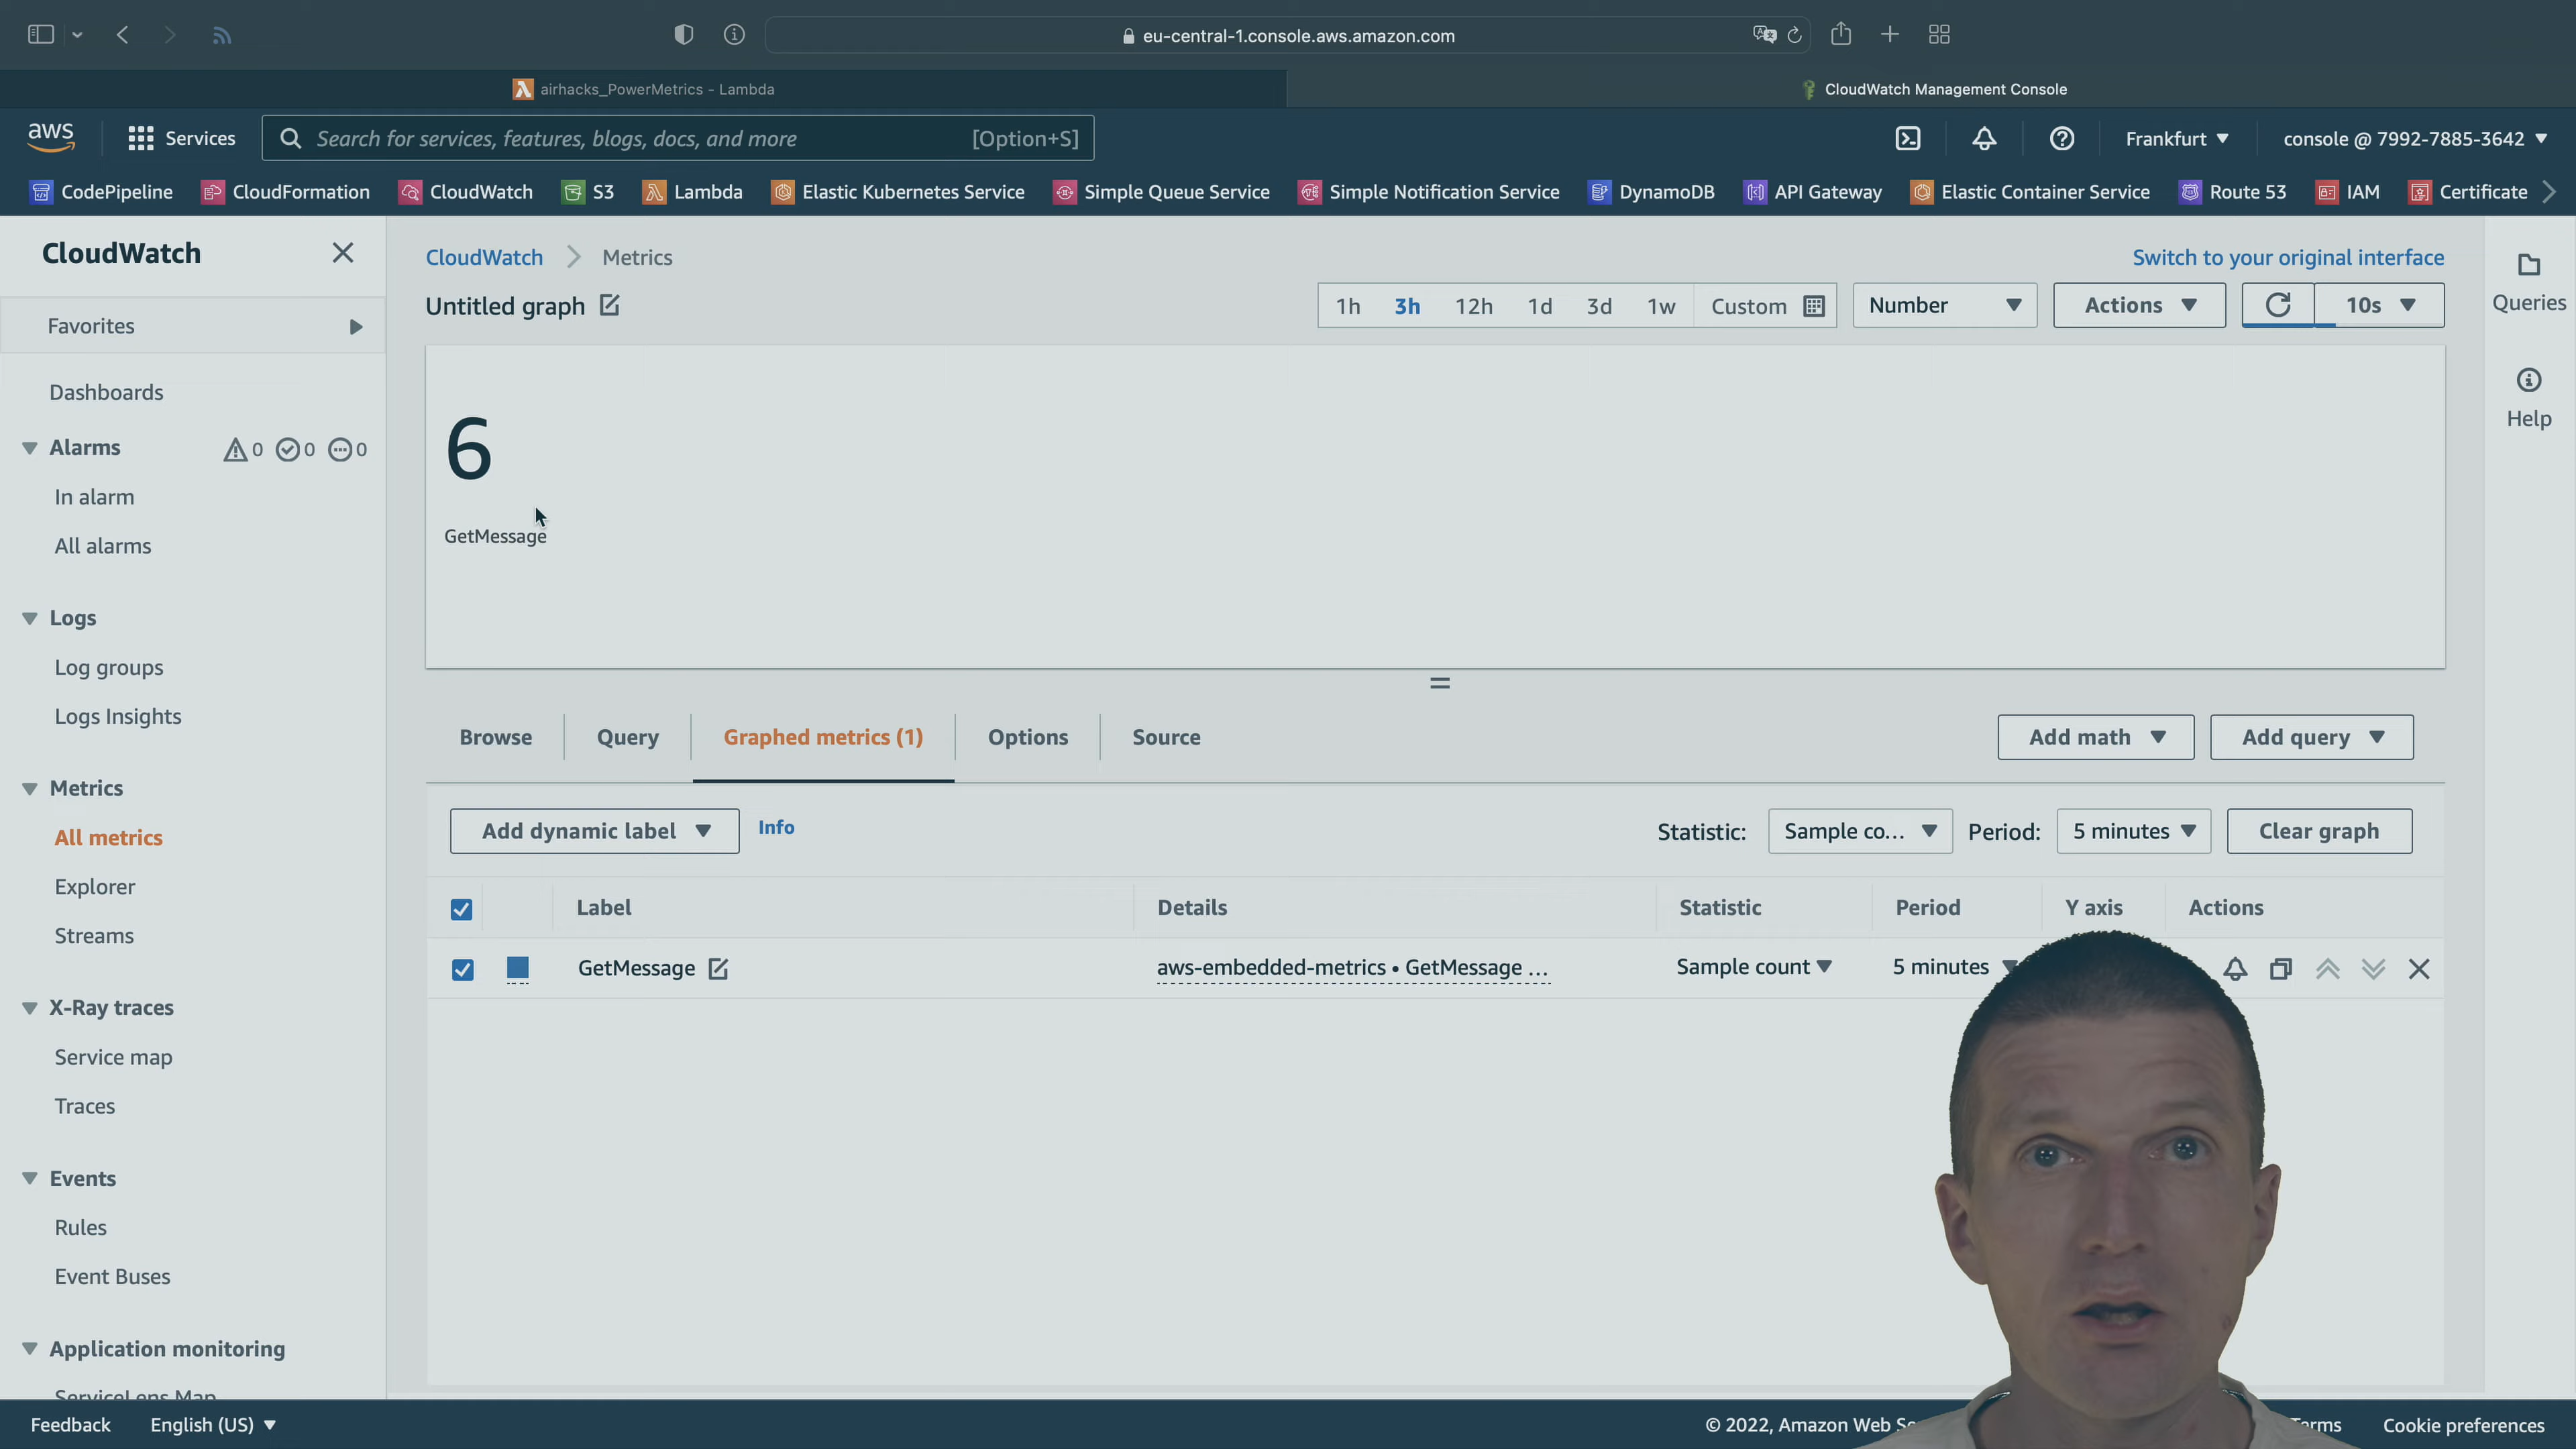 eu-central-1.console.aws.amazon.com
airhacks_PowerMetrics - Lambda
CloudWatch Management Console
aws
Services
Search for services, features, blogs, docs, and more
[Option+S]
Frankfurt
console @ 7992-7885-3642
CodePipeline
CloudFormation
CloudWatch
S3
Lambda
Elastic Kubernetes Service
Simple Queue Service
Simple Notification Service
DynamoDB
API Gateway
Elastic Container Service
Route 53
IAM
Certificate
CloudWatch
Favorites
Dashboards
Alarms
0
0
0
In alarm
All alarms
Logs
Log groups
Logs Insights
Metrics
All metrics
Explorer
Streams
X-Ray traces
Service map
Traces
Events
Rules
Event Buses
Application monitoring
ServiceLens Map
CloudWatch
Metrics
Switch to your original interface
Untitled graph
1h
3h
12h
1d
3d
1w
Custom
Number
Actions
10s
Queries
Help
6
GetMessage
Browse
Query
Graphed metrics (1)
Options
Source
Add math
Add query
Add dynamic label
Info
Statistic:
Sample co...
Period:
5 minutes
Clear graph
Label
Details
Statistic
Period
Y axis
Actions
GetMessage
aws-embedded-metrics • GetMessage ...
Sample count
5 minutes
Feedback
English (US)
© 2022, Amazon Web
Terms
Cookie preferences